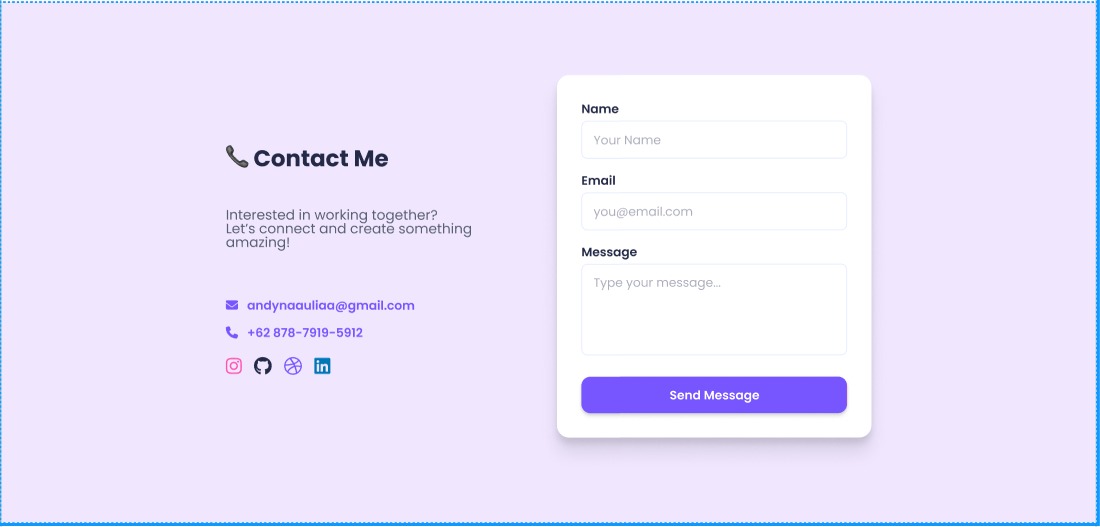 Contact Me
Interested in working together?
Let’s connect and create something
amazing!
andynaauliaa@gmail.com
+62 878-7919-5912
Name
Your Name
Email
you@email.com
Message
Type your message...
Send Message